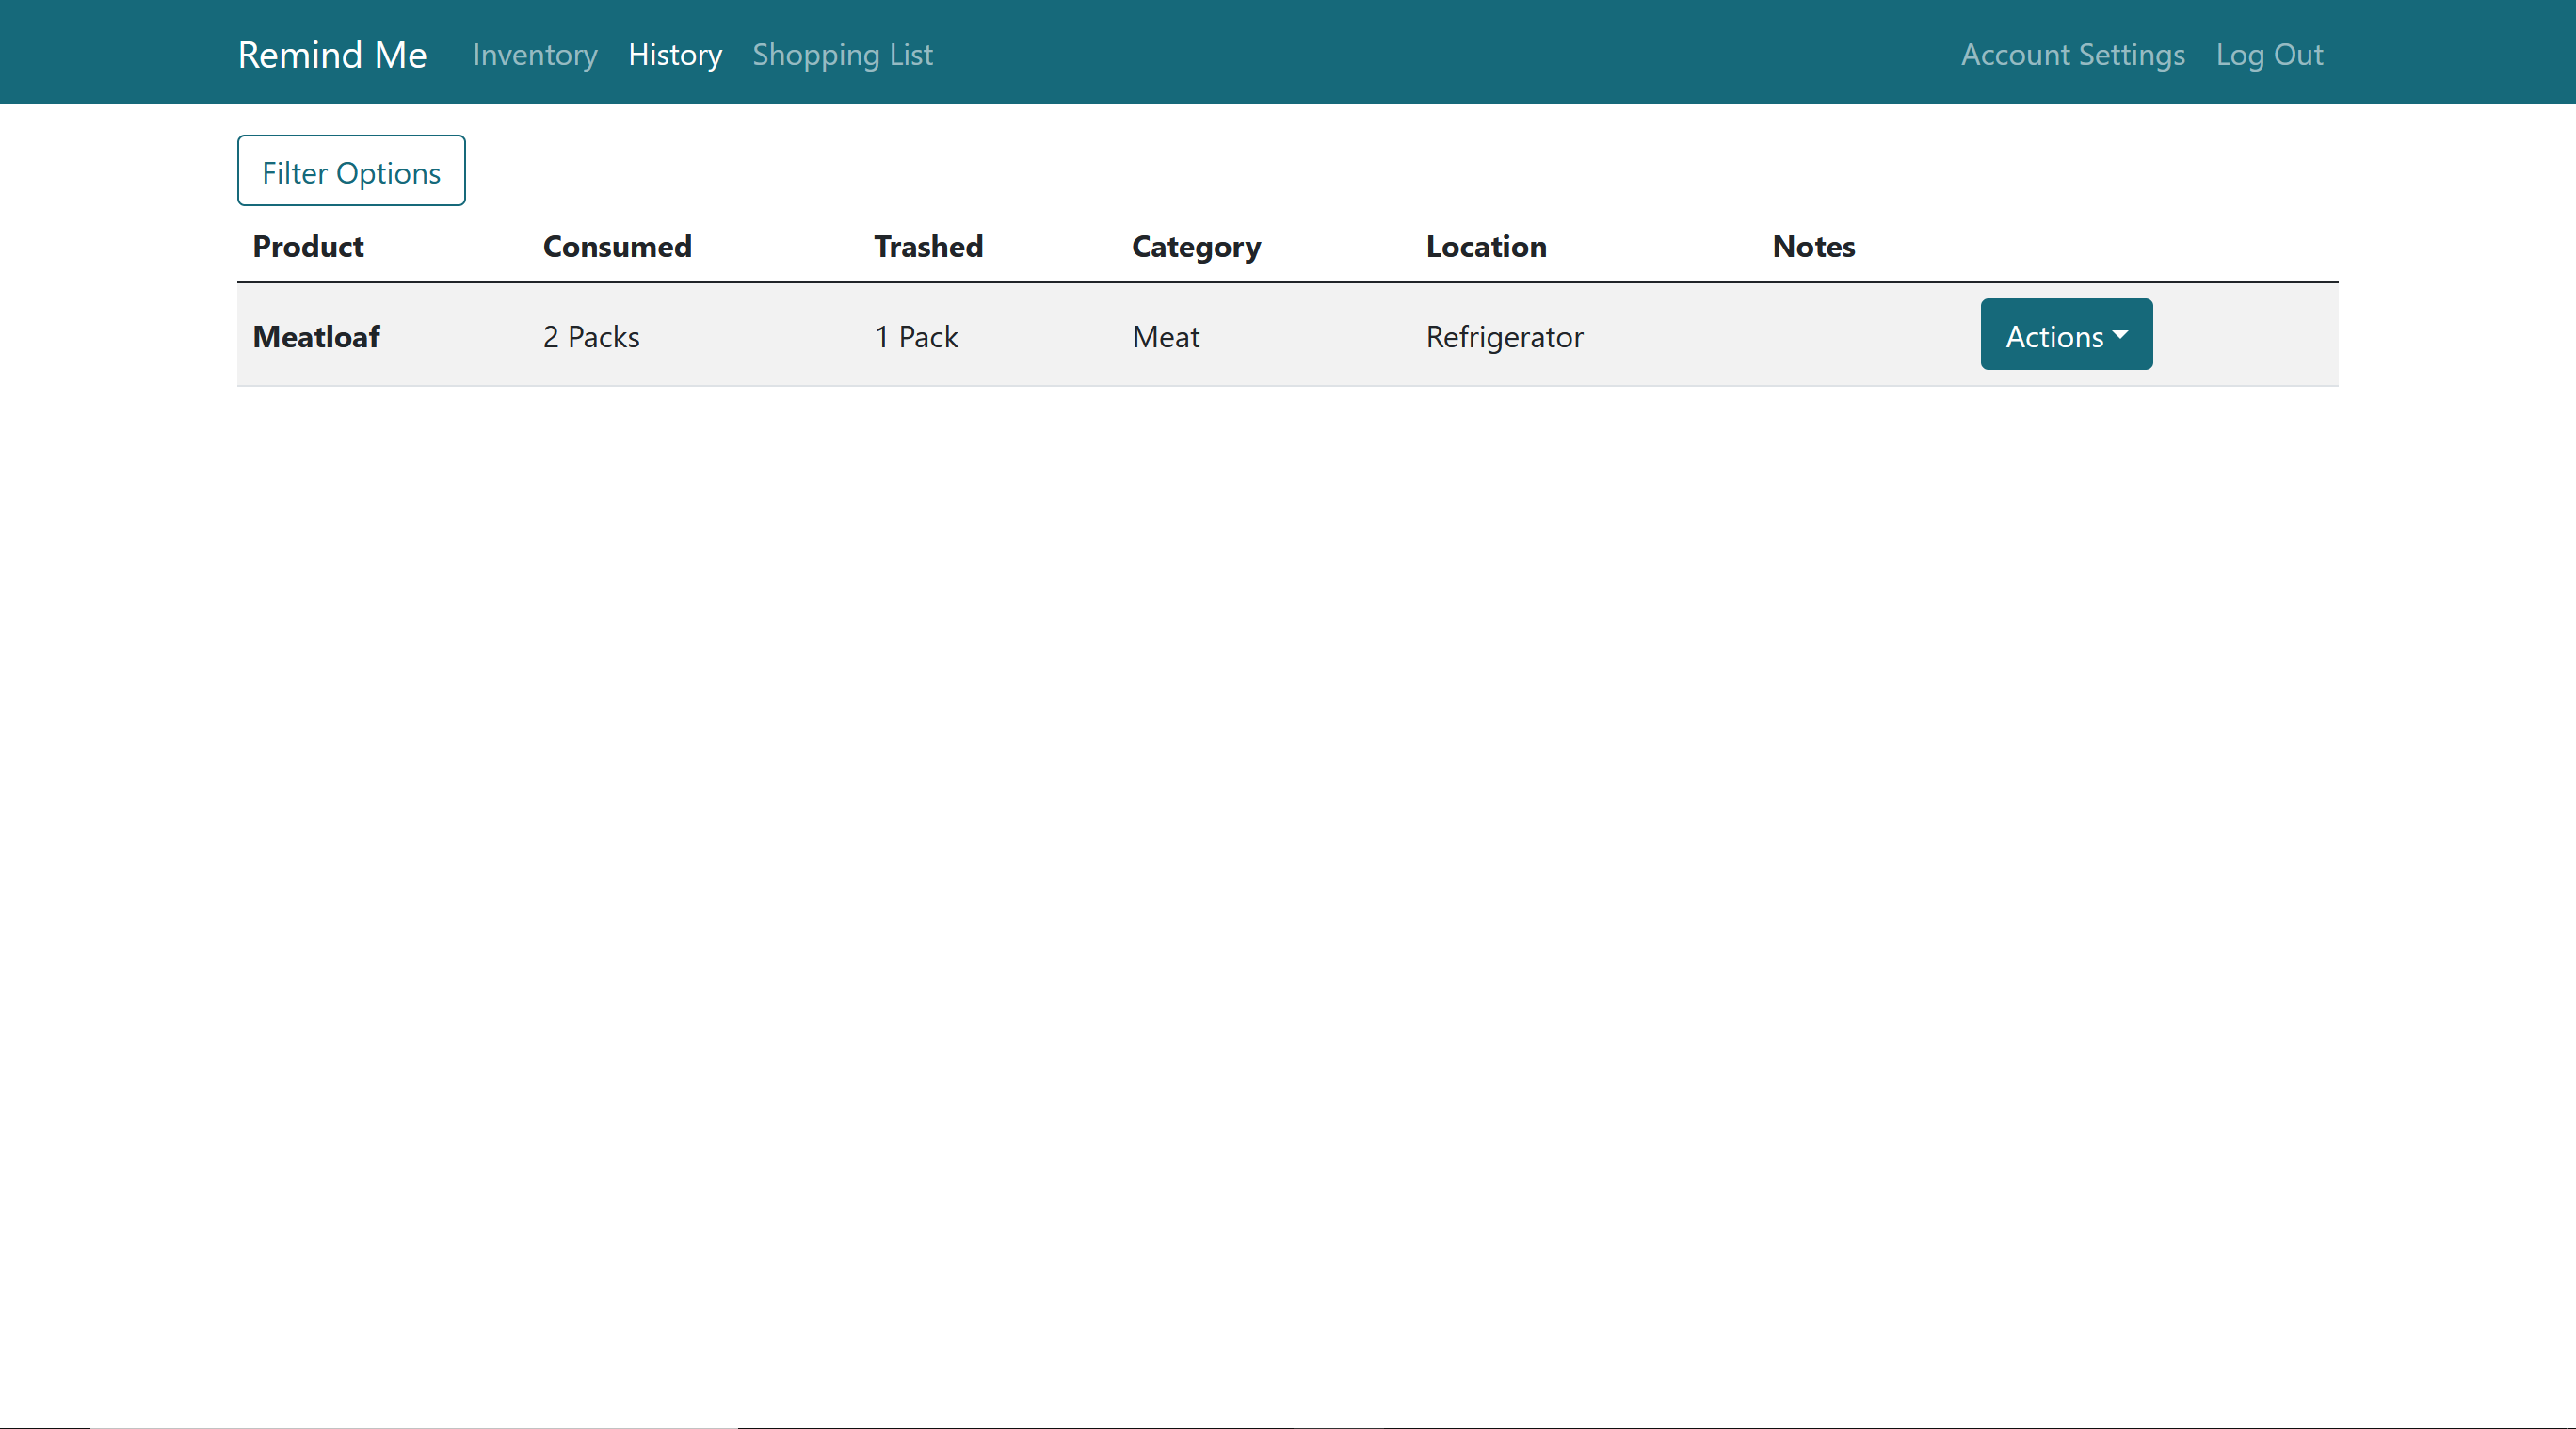 Remind Me Inventory History Shopping List Account Settings Log Out
Filter Options
Product Consumed Trashed Category Location Notes
Meatloaf 2 Packs 1 Pack Meat Refrigerator Actions